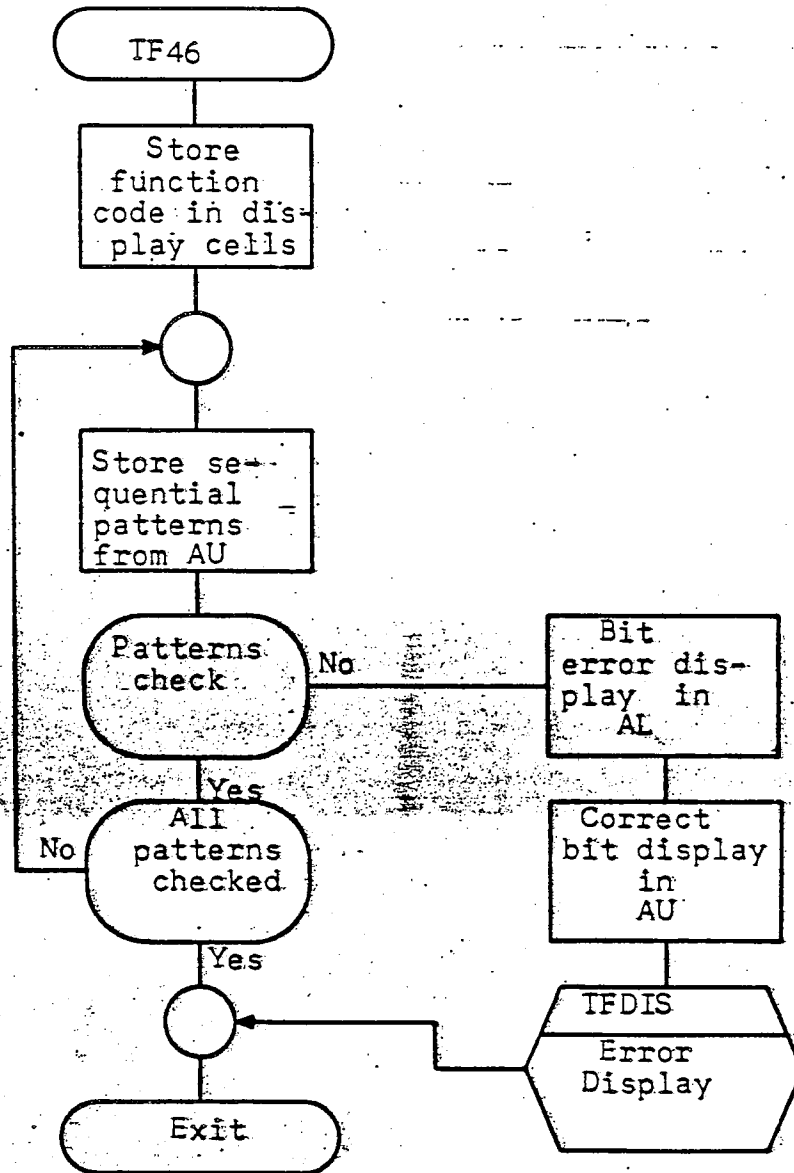 TF46
Store
function
code in dis-
play cells
Store se-
quential
patterns
from AU
Patterns
check
No
Bit
error dis-
play in
AL
Yes
All
patterns
checked
No
Correct
bit display
in
AU
Yes
TFDIS
Error
Display
Exit